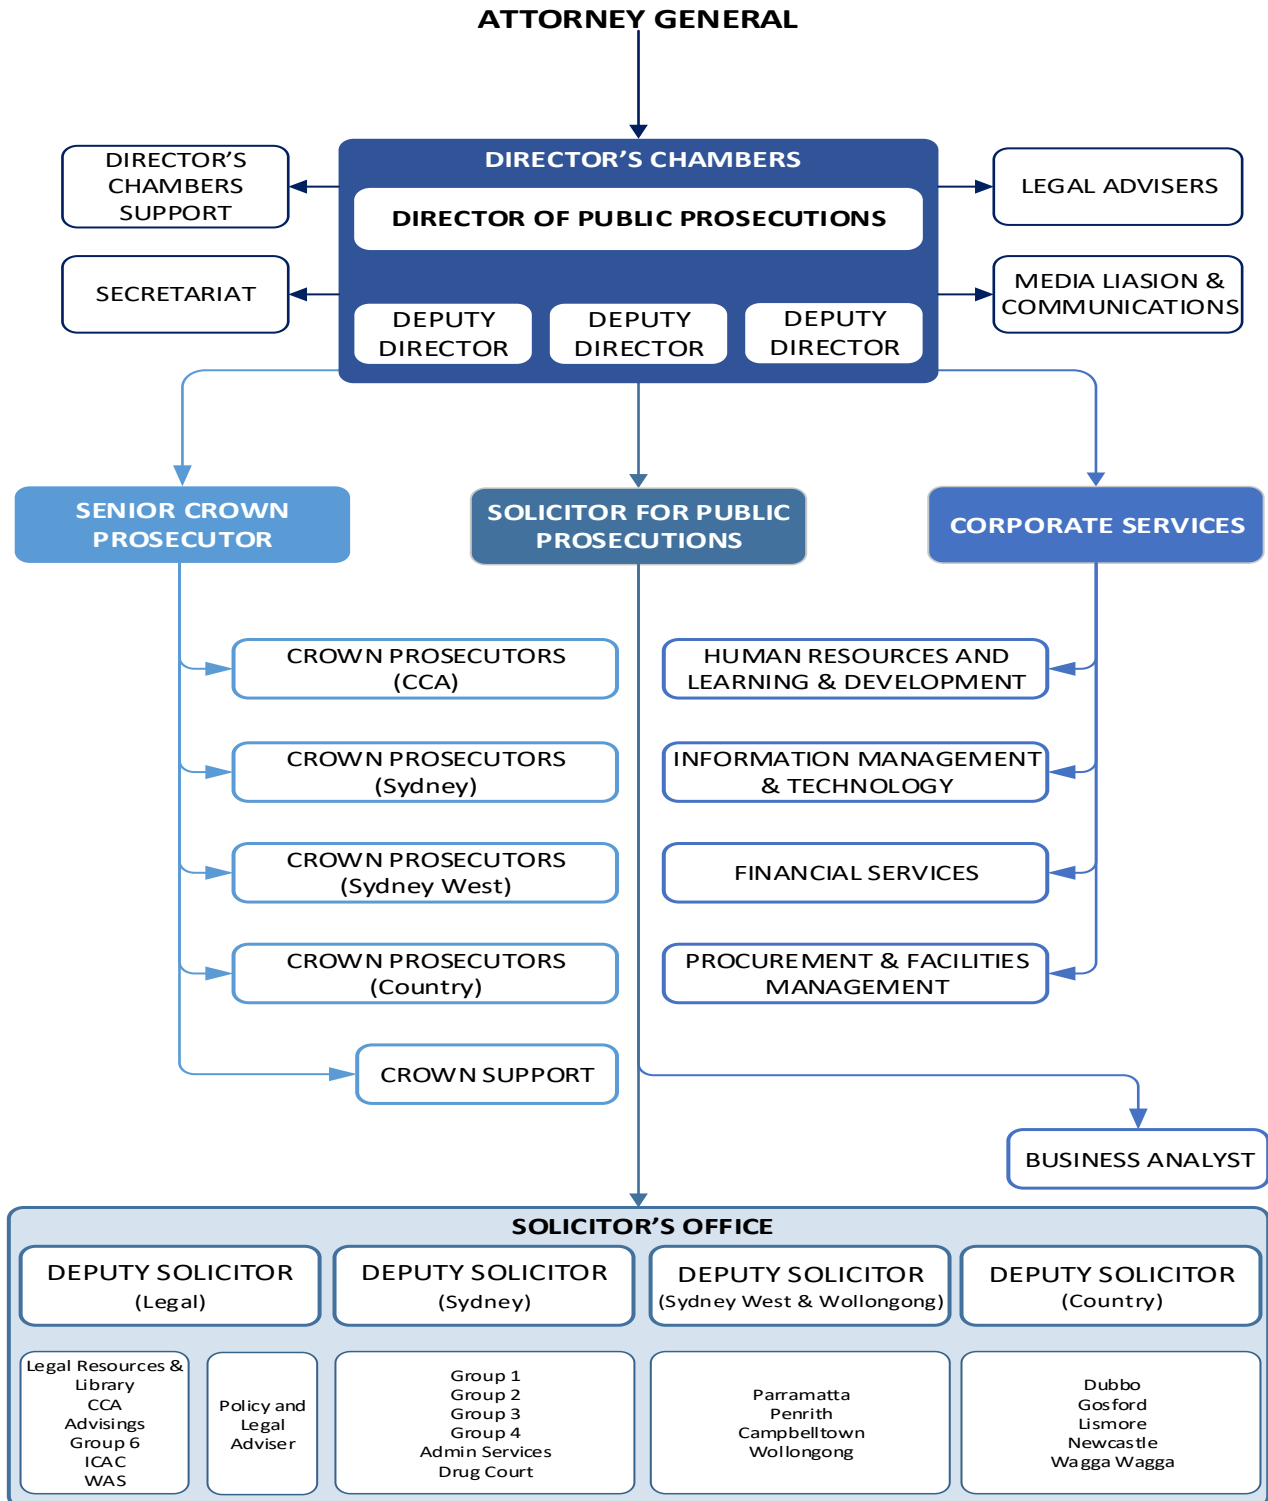 ATTORNEY GENERAL
DIRECTOR'S CHAMBERS
DIRECTOR OF PUBLIC PROSECUTIONS
DEPUTY
DIRECTOR
DEPUTY
DIRECTOR
DEPUTY
DIRECTOR
DIRECTOR'S
CHAMBERS
SUPPORT
SECRETARIAT
LEGAL ADVISERS
MEDIA LIASION &
COMMUNICATIONS
SENIOR CROWN
PROSECUTOR
SOLICITOR FOR PUBLIC
PROSECUTIONS
CORPORATE SERVICES
CROWN PROSECUTORS
(CCA)
CROWN PROSECUTORS
(Sydney)
CROWN PROSECUTORS
(Sydney West)
CROWN PROSECUTORS
(Country)
CROWN SUPPORT
HUMAN RESOURCES AND
LEARNING & DEVELOPMENT
INFORMATION MANAGEMENT
& TECHNOLOGY
FINANCIAL SERVICES
PROCUREMENT & FACILITIES
MANAGEMENT
BUSINESS ANALYST
SOLICITOR'S OFFICE
DEPUTY SOLICITOR
(Legal)
DEPUTY SOLICITOR
(Sydney)
DEPUTY SOLICITOR
(Sydney West & Wollongong)
DEPUTY SOLICITOR
(Country)
Legal Resources &
Library
CCA
Advisings
Group 6
ICAC
WAS
Policy and
Legal
Adviser
Group 1
Group 2
Group 3
Group 4
Admin Services
Drug Court
Parramatta
Penrith
Campbelltown
Wollongong
Dubbo
Gosford
Lismore
Newcastle
Wagga Wagga